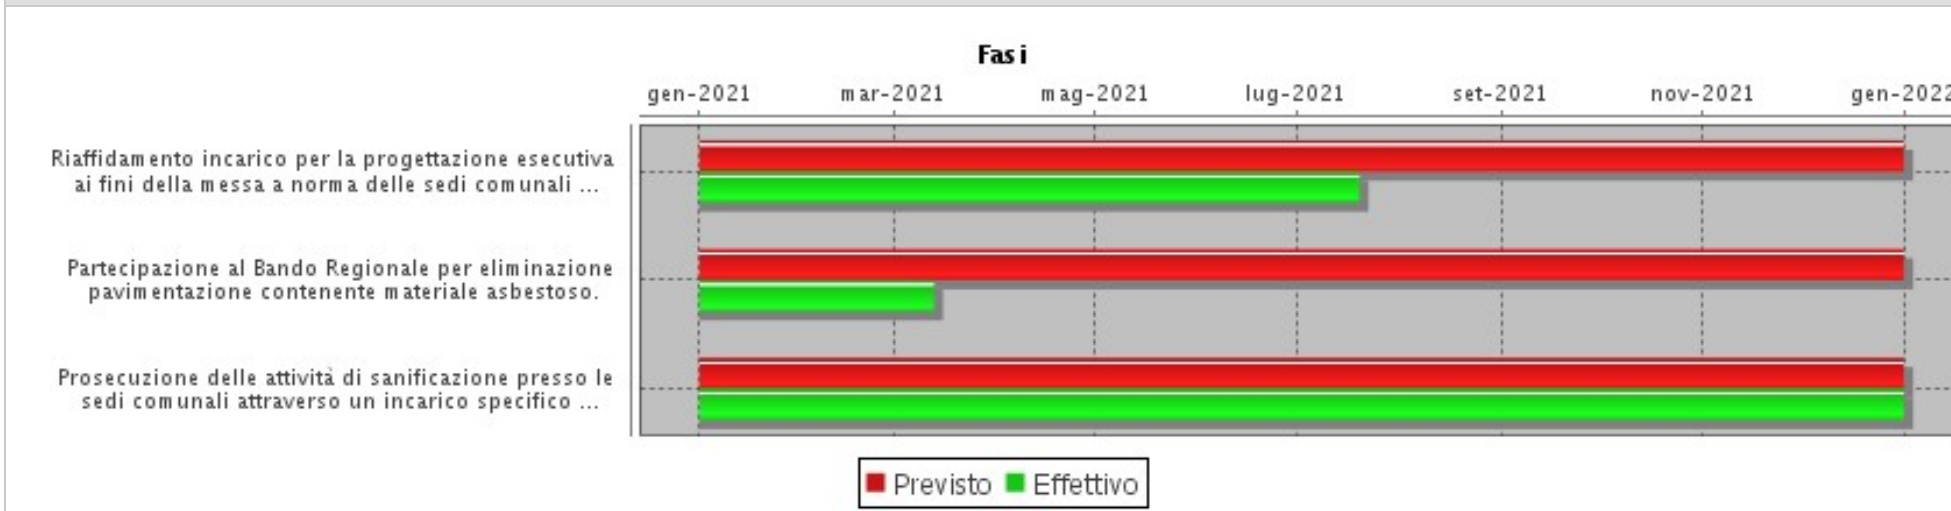 Fasi
gen-2021 mar-2021 mag-2021 lug-2021 set-2021 nov-2021 gen-2022
Riaffidamento incarico per la progettazione esecutiva
ai fini della messa a norma delle sedi comunali ...
Partecipazione al Bando Regionale per eliminazione
pavimentazione contenente materiale asbestoso.
Prosecuzione delle attività di sanificazione presso le
sedi comunali attraverso un incarico specifico ...
Previsto Effettivo